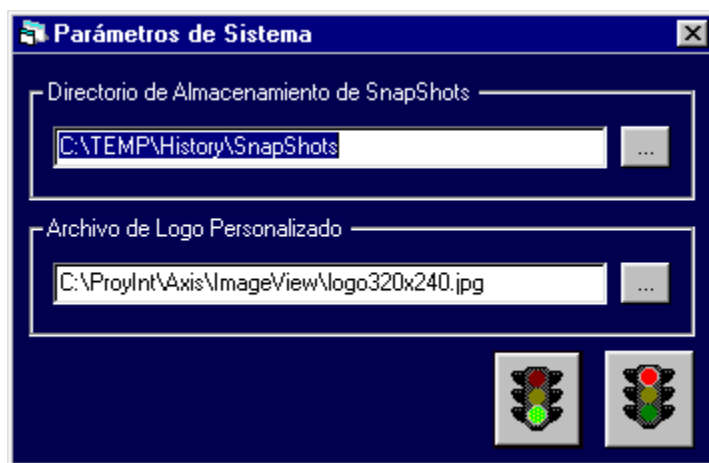 Parámetros de Sistema
Directorio de Almacenamiento de SnapShots
C:\TEMP\History\SnapShots
...
Archivo de Logo Personalizado
C:\ProyInt\Axis\ImageView\logo320x240.jpg
...